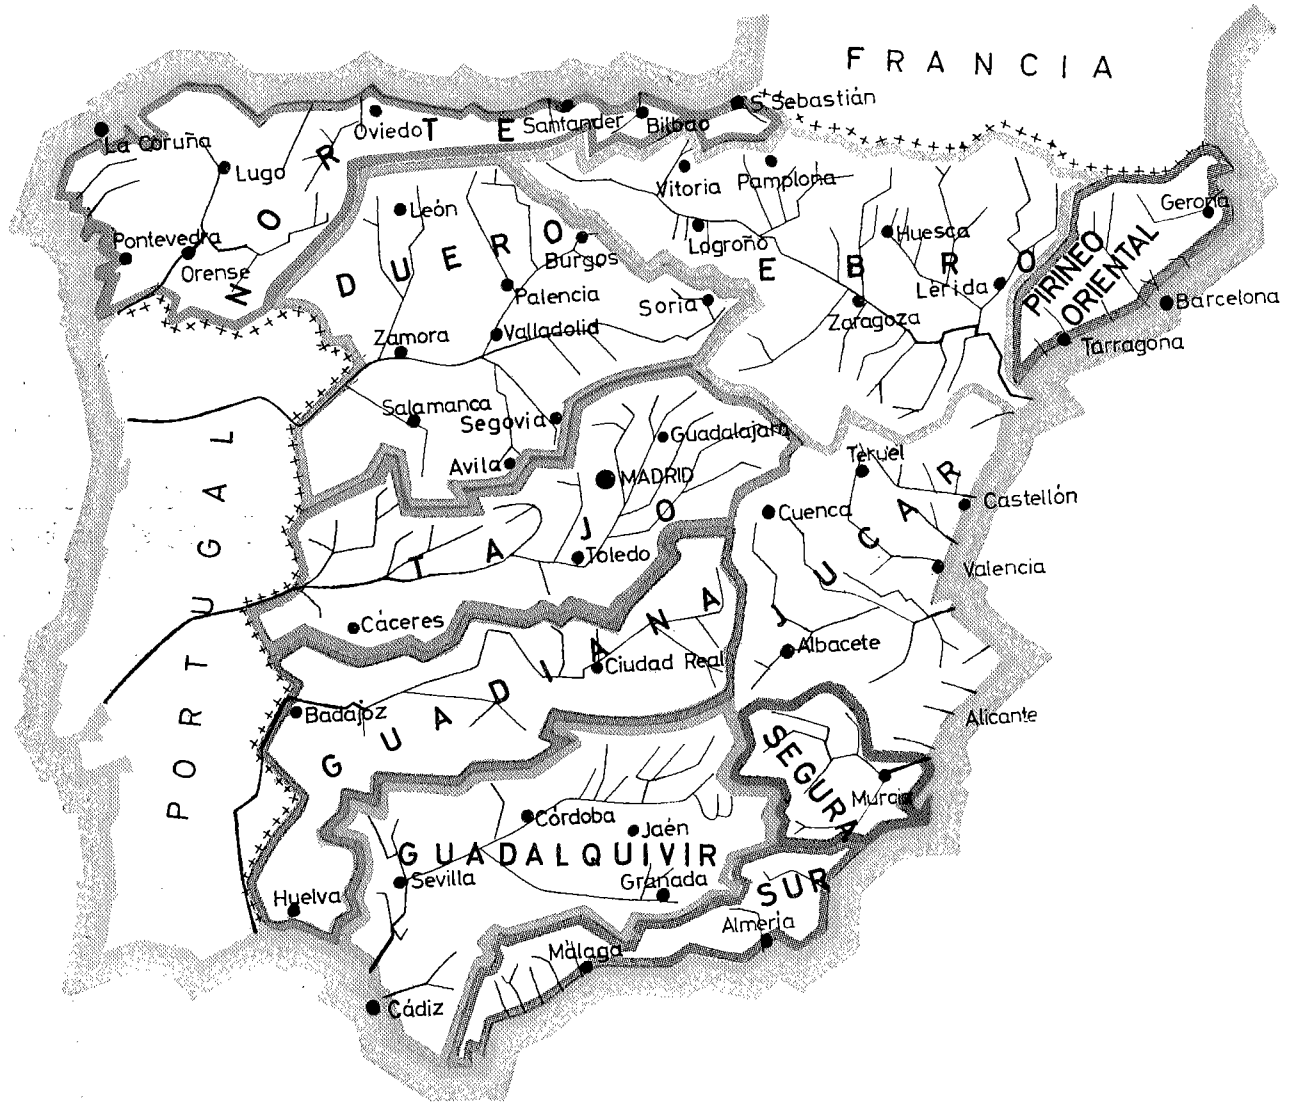 FRANCIA
S. Sebastián
Santander
Bilbao
Oviedo
La Coruña
Lugo
NORTE
Vitoria
Pamplona
León
Gerona
Pontevedra
Orense
Logroño
Huesca
Burgos
DUERO
EBRO
PIRINEO
ORIENTAL
Palencia
Soria
Lérida
Barcelona
Zaragoza
Zamora
Valladolid
Tarragona
Salamanca
Segovia
Guadalajara
Avila
MADRID
Teruel
Castellón
Cuenca
TAJO
JUCAR
Toledo
Valencia
PORTUGAL
Cáceres
Ciudad Real
Albacete
GUADIANA
Badajoz
Alicante
SEGURA
Murcia
Córdoba
Jaén
GUADALQUIVIR
Sevilla
Granada
SUR
Huelva
Almería
Málaga
Cádiz